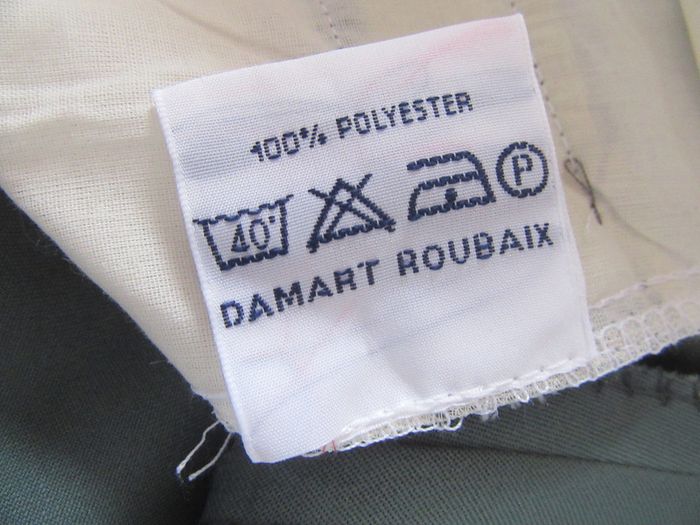 100% POLYESTER
40° P
DAMART ROUBAIX